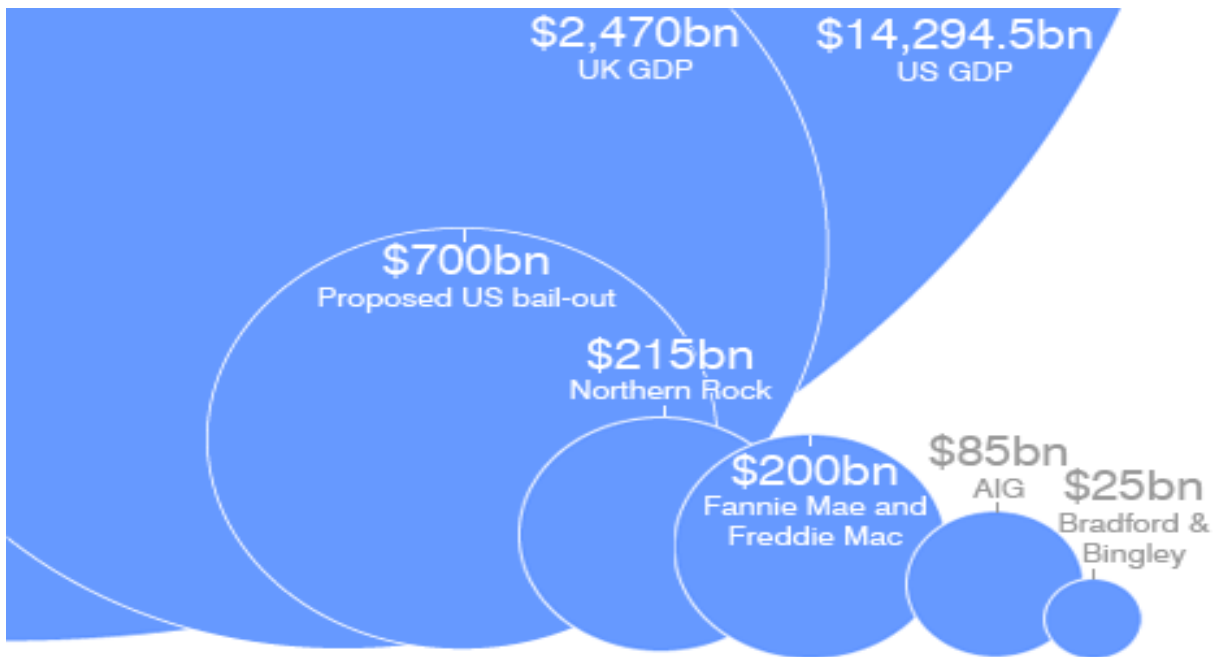 $2,470bn
UK GDP
$14,294.5bn
US GDP
$700bn
Proposed US bail-out
$215bn
Northern Rock
$200bn
Fannie Mae and
Freddie Mac
$85bn
AIG
$25bn
Bradford &
Bingley